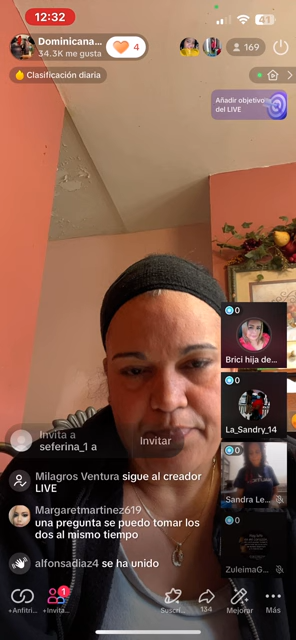 12:32
41
Dominicana...
34.3K me gusta
4
169
Clasificación diaria
Añadir objetivo
del LIVE
0
Brici hija de...
0
La_Sandry_14
0
Sandra Le...
0
ZuleimaG...
Invita a
seferina_1 a
Invitar
Milagros Ventura sigue al creador
LIVE
Margaretmartinez619
una pregunta se puedo tomar los
dos al mismo tiempo
alfonsadiaz4 se ha unido
1
+Anfitri...
+Invita...
Suscri...
134
Mejorar
Más